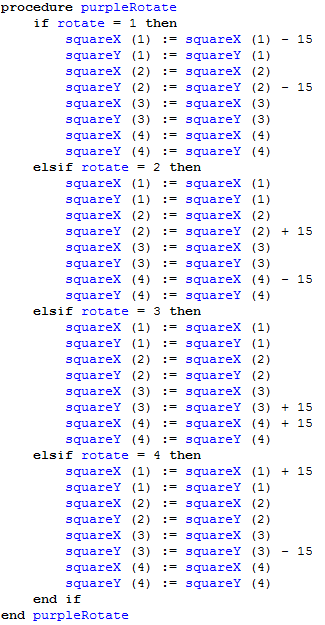 procedure purpleRotate
    if rotate = 1 then
        squareX (1) := squareX (1) - 15
        squareY (1) := squareY (1)
        squareX (2) := squareX (2)
        squareY (2) := squareY (2) - 15
        squareX (3) := squareX (3)
        squareY (3) := squareY (3)
        squareX (4) := squareX (4)
        squareY (4) := squareY (4)
    elsif rotate = 2 then
        squareX (1) := squareX (1)
        squareY (1) := squareY (1)
        squareX (2) := squareX (2)
        squareY (2) := squareY (2) + 15
        squareX (3) := squareX (3)
        squareY (3) := squareY (3)
        squareX (4) := squareX (4) - 15
        squareY (4) := squareY (4)
    elsif rotate = 3 then
        squareX (1) := squareX (1)
        squareY (1) := squareY (1)
        squareX (2) := squareX (2)
        squareY (2) := squareY (2)
        squareX (3) := squareX (3)
        squareY (3) := squareY (3) + 15
        squareX (4) := squareX (4) + 15
        squareY (4) := squareY (4)
    elsif rotate = 4 then
        squareX (1) := squareX (1) + 15
        squareY (1) := squareY (1)
        squareX (2) := squareX (2)
        squareY (2) := squareY (2)
        squareX (3) := squareX (3)
        squareY (3) := squareY (3) - 15
        squareX (4) := squareX (4)
        squareY (4) := squareY (4)
    end if
end purpleRotate